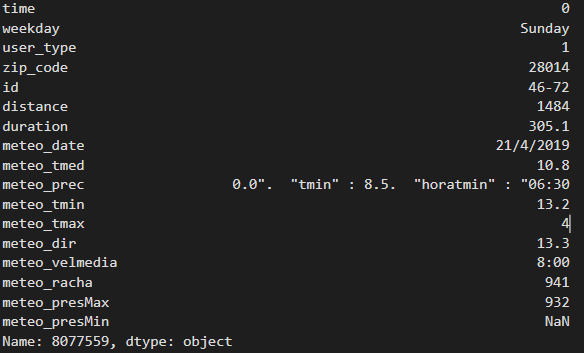 time 0
weekday Sunday
user_type 1
zip_code 28014
id 46-72
distance 1484
duration 305.1
meteo_date 21/4/2019
meteo_tmed 10.8
meteo_prec 0.0". "tmin" : 8.5. "horatmin" : "06:30
meteo_tmin 13.2
meteo_tmax 4
meteo_dir 13.3
meteo_velmedia 8:00
meteo_racha 941
meteo_presMax 932
meteo_presMin NaN
Name: 8077559, dtype: object